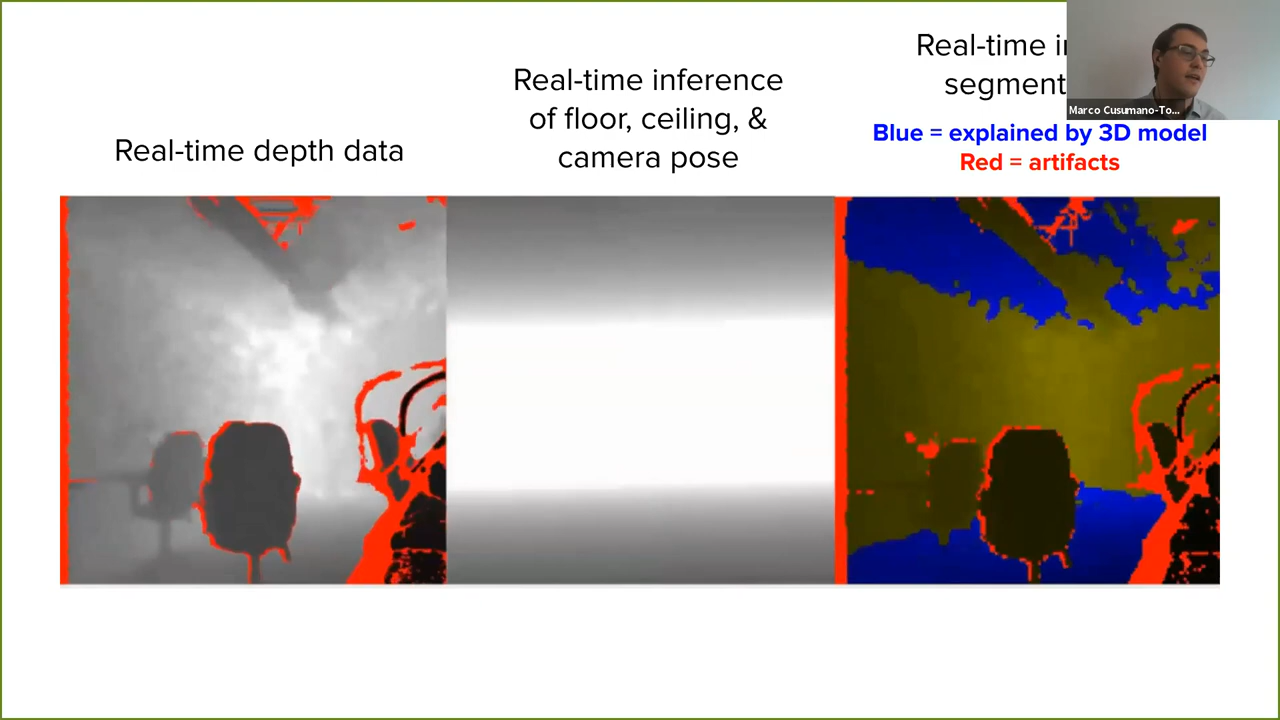 Real-time depth data
Real-time inference
of floor, ceiling, &
camera pose
Real-time
segment
Blue = explained by 3D model
Red = artifacts
Marco Cusumano-To...